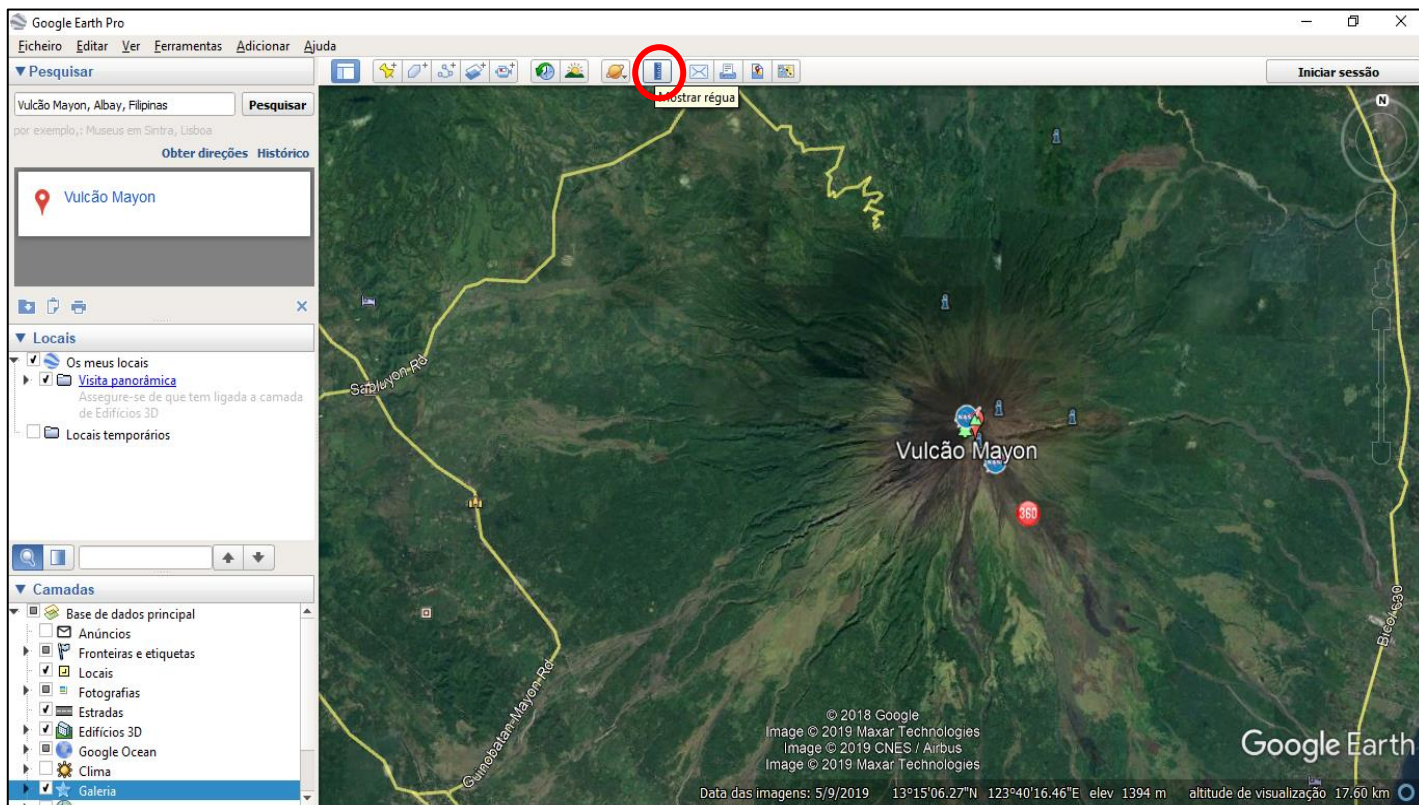 Google Earth Pro
Ficheiro Editar Ver Ferramentas Adicionar Ajuda
Pesquisar
Vulcão Mayon, Albay, Filipinas
Pesquisar
por exemplo,: Museus em Sintra, Lisboa
Obter direções Histórico
Vulcão Mayon
Locais
Os meus locais
Visita panorâmica
Assegure-se de que tem ligada a camada
de Edifícios 3D
Locais temporários
Camadas
Base de dados principal
Anúncios
Fronteiras e etiquetas
Locais
Fotografias
Estradas
Edifícios 3D
Google Ocean
Clima
Galeria
Mostrar régua
Iniciar sessão
N
Sabluyon Rd
Vulcão Mayon
360
Guinobatan-Mayon Rd
Bicol 630
© 2018 Google
Image © 2019 Maxar Technologies
Image © 2019 CNES / Airbus
Image © 2019 Maxar Technologies
Google Earth
Data das imagens: 5/9/2019 13°15'06.27"N 123°40'16.46"E elev 1394 m altitude de visualização 17.60 km